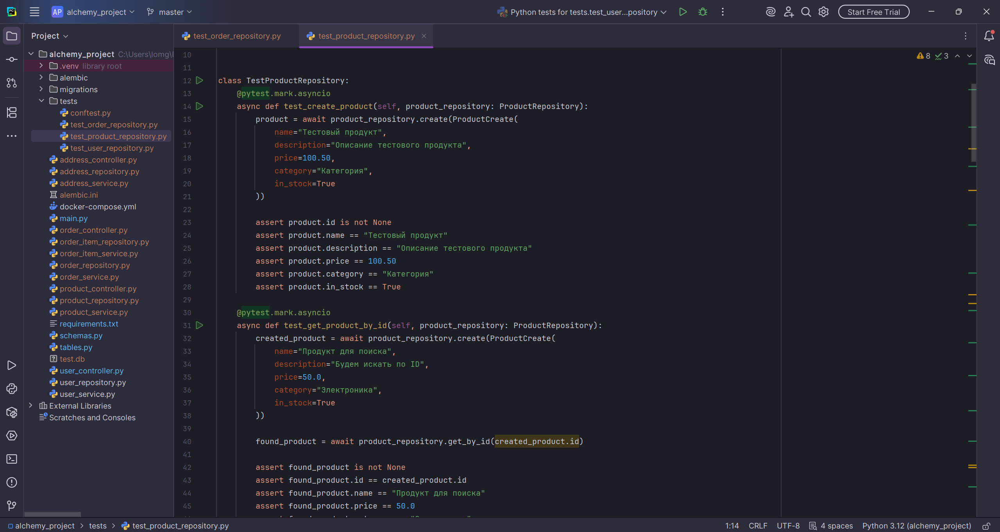 AP alchemy_project master Python tests for tests.test_user...pository Start Free Trial
Project
alchemy_project C:\Users\lomg\
.venv library root
alembic
migrations
tests
conftest.py
test_order_repository.py
test_product_repository.py
test_user_repository.py
address_controller.py
address_repository.py
address_service.py
alembic.ini
docker-compose.yml
main.py
order_controller.py
order_item_repository.py
order_item_service.py
order_repository.py
order_service.py
product_controller.py
product_repository.py
product_service.py
requirements.txt
schemas.py
tables.py
test.db
user_controller.py
user_repository.py
user_service.py
External Libraries
Scratches and Consoles
test_order_repository.py test_product_repository.py
8 3
10
11
12 class TestProductRepository:
13 @pytest.mark.asyncio
14 async def test_create_product(self, product_repository: ProductRepository):
15 product = await product_repository.create(ProductCreate(
16 name="Тестовый продукт",
17 description="Описание тестового продукта",
18 price=100.50,
19 category="Категория",
20 in_stock=True
21 ))
22
23 assert product.id is not None
24 assert product.name == "Тестовый продукт"
25 assert product.description == "Описание тестового продукта"
26 assert product.price == 100.50
27 assert product.category == "Категория"
28 assert product.in_stock == True
29
30 @pytest.mark.asyncio
31 async def test_get_product_by_id(self, product_repository: ProductRepository):
32 created_product = await product_repository.create(ProductCreate(
33 name="Продукт для поиска",
34 description="Будем искать по ID",
35 price=50.0,
36 category="Электроника",
37 in_stock=True
38 ))
39
40 found_product = await product_repository.get_by_id(created_product.id)
41
42 assert found_product is not None
43 assert found_product.id == created_product.id
44 assert found_product.name == "Продукт для поиска"
45 assert found_product.price == 50.0
alchemy_project > tests > test_product_repository.py
1:14 CRLF UTF-8 4 spaces Python 3.12 (alchemy_project)